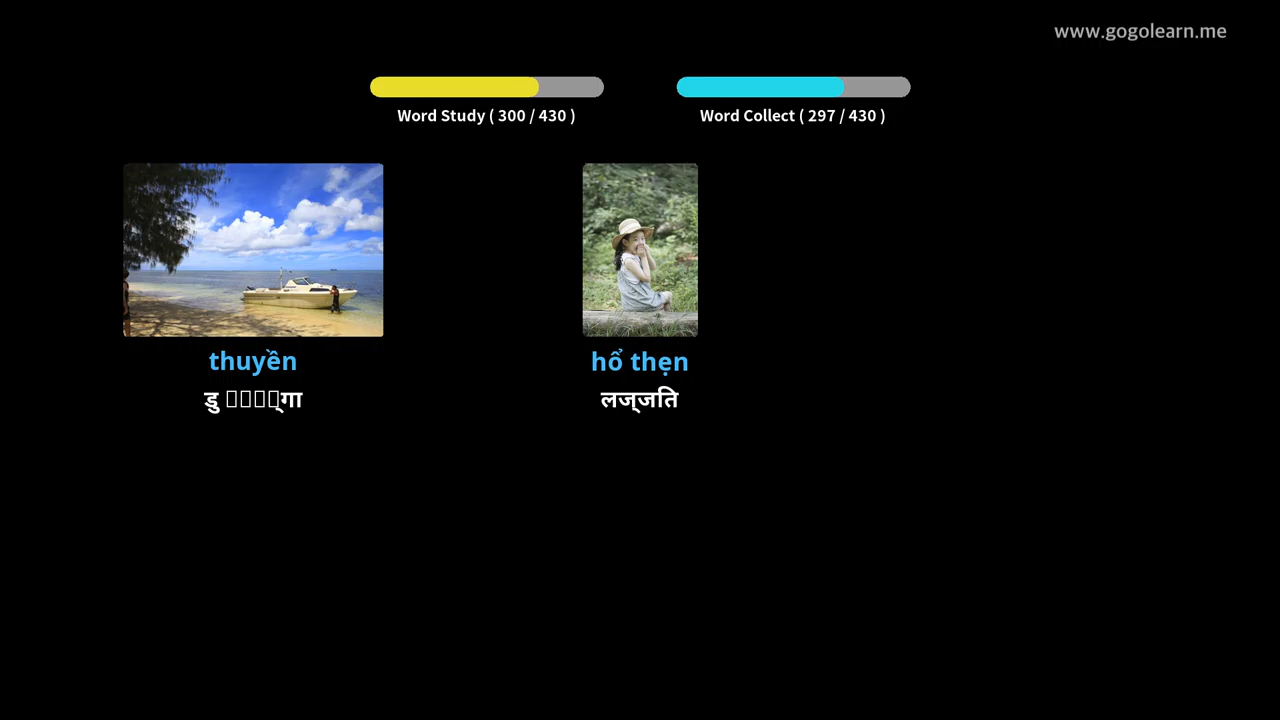 www.gogolearn.me
Word Study ( 300 / 430 )
Word Collect ( 297 / 430 )
thuyền
hổ thẹn
लज्जति